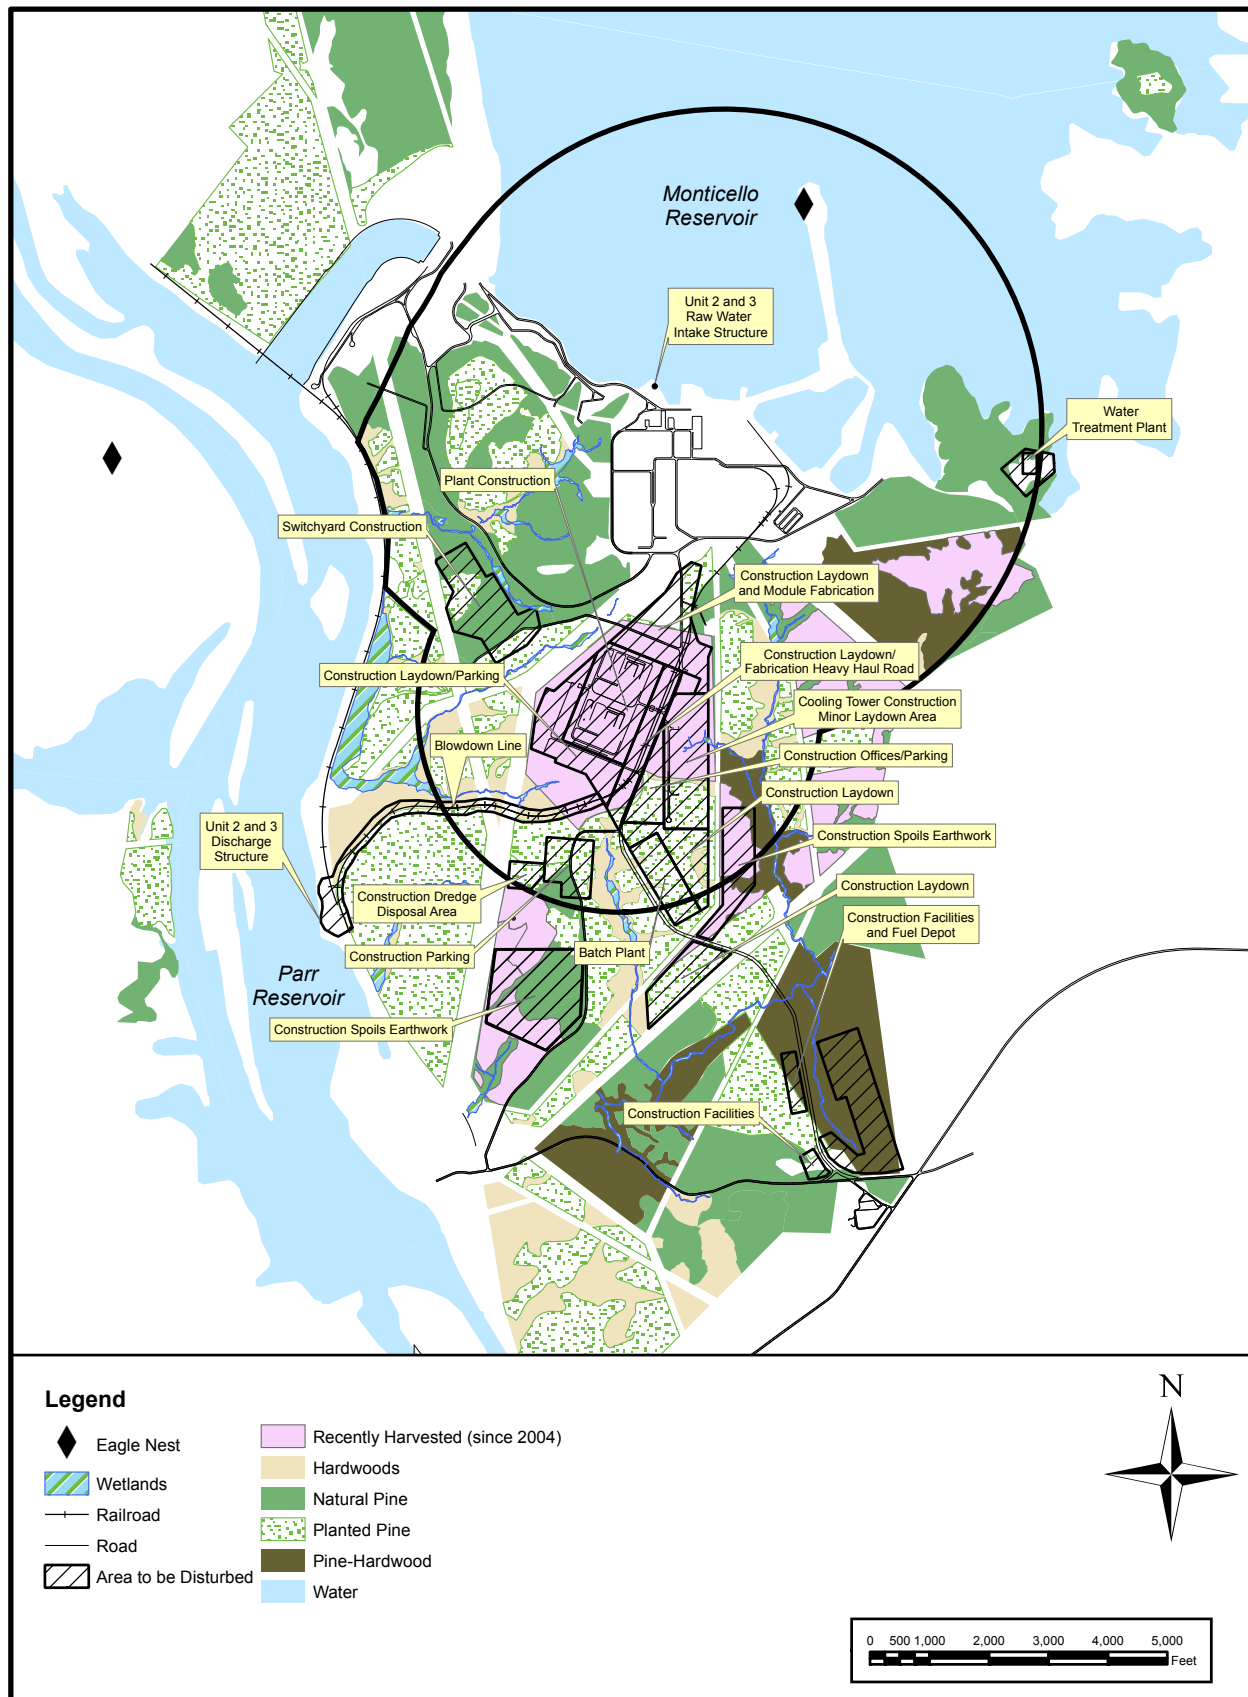 Monticello
Reservoir
Unit 2 and 3
Raw Water
Intake Structure
Water
Treatment Plant
Plant Construction
Switchyard Construction
Construction Laydown
and Module Fabrication
Construction Laydown/
Fabrication Heavy Haul Road
Construction Laydown/Parking
Cooling Tower Construction
Minor Laydown Area
Blowdown Line
Construction Offices/Parking
Construction Laydown
Unit 2 and 3
Discharge
Structure
Construction Spoils Earthwork
Construction Laydown
Construction Dredge
Disposal Area
Construction Facilities
and Fuel Depot
Construction Parking
Batch Plant
Parr
Reservoir
Construction Spoils Earthwork
Construction Facilities
Legend
Eagle Nest
Wetlands
Railroad
Road
Area to be Disturbed
Recently Harvested (since 2004)
Hardwoods
Natural Pine
Planted Pine
Pine-Hardwood
Water
N
0 500 1,000 2,000 3,000 4,000 5,000
Feet